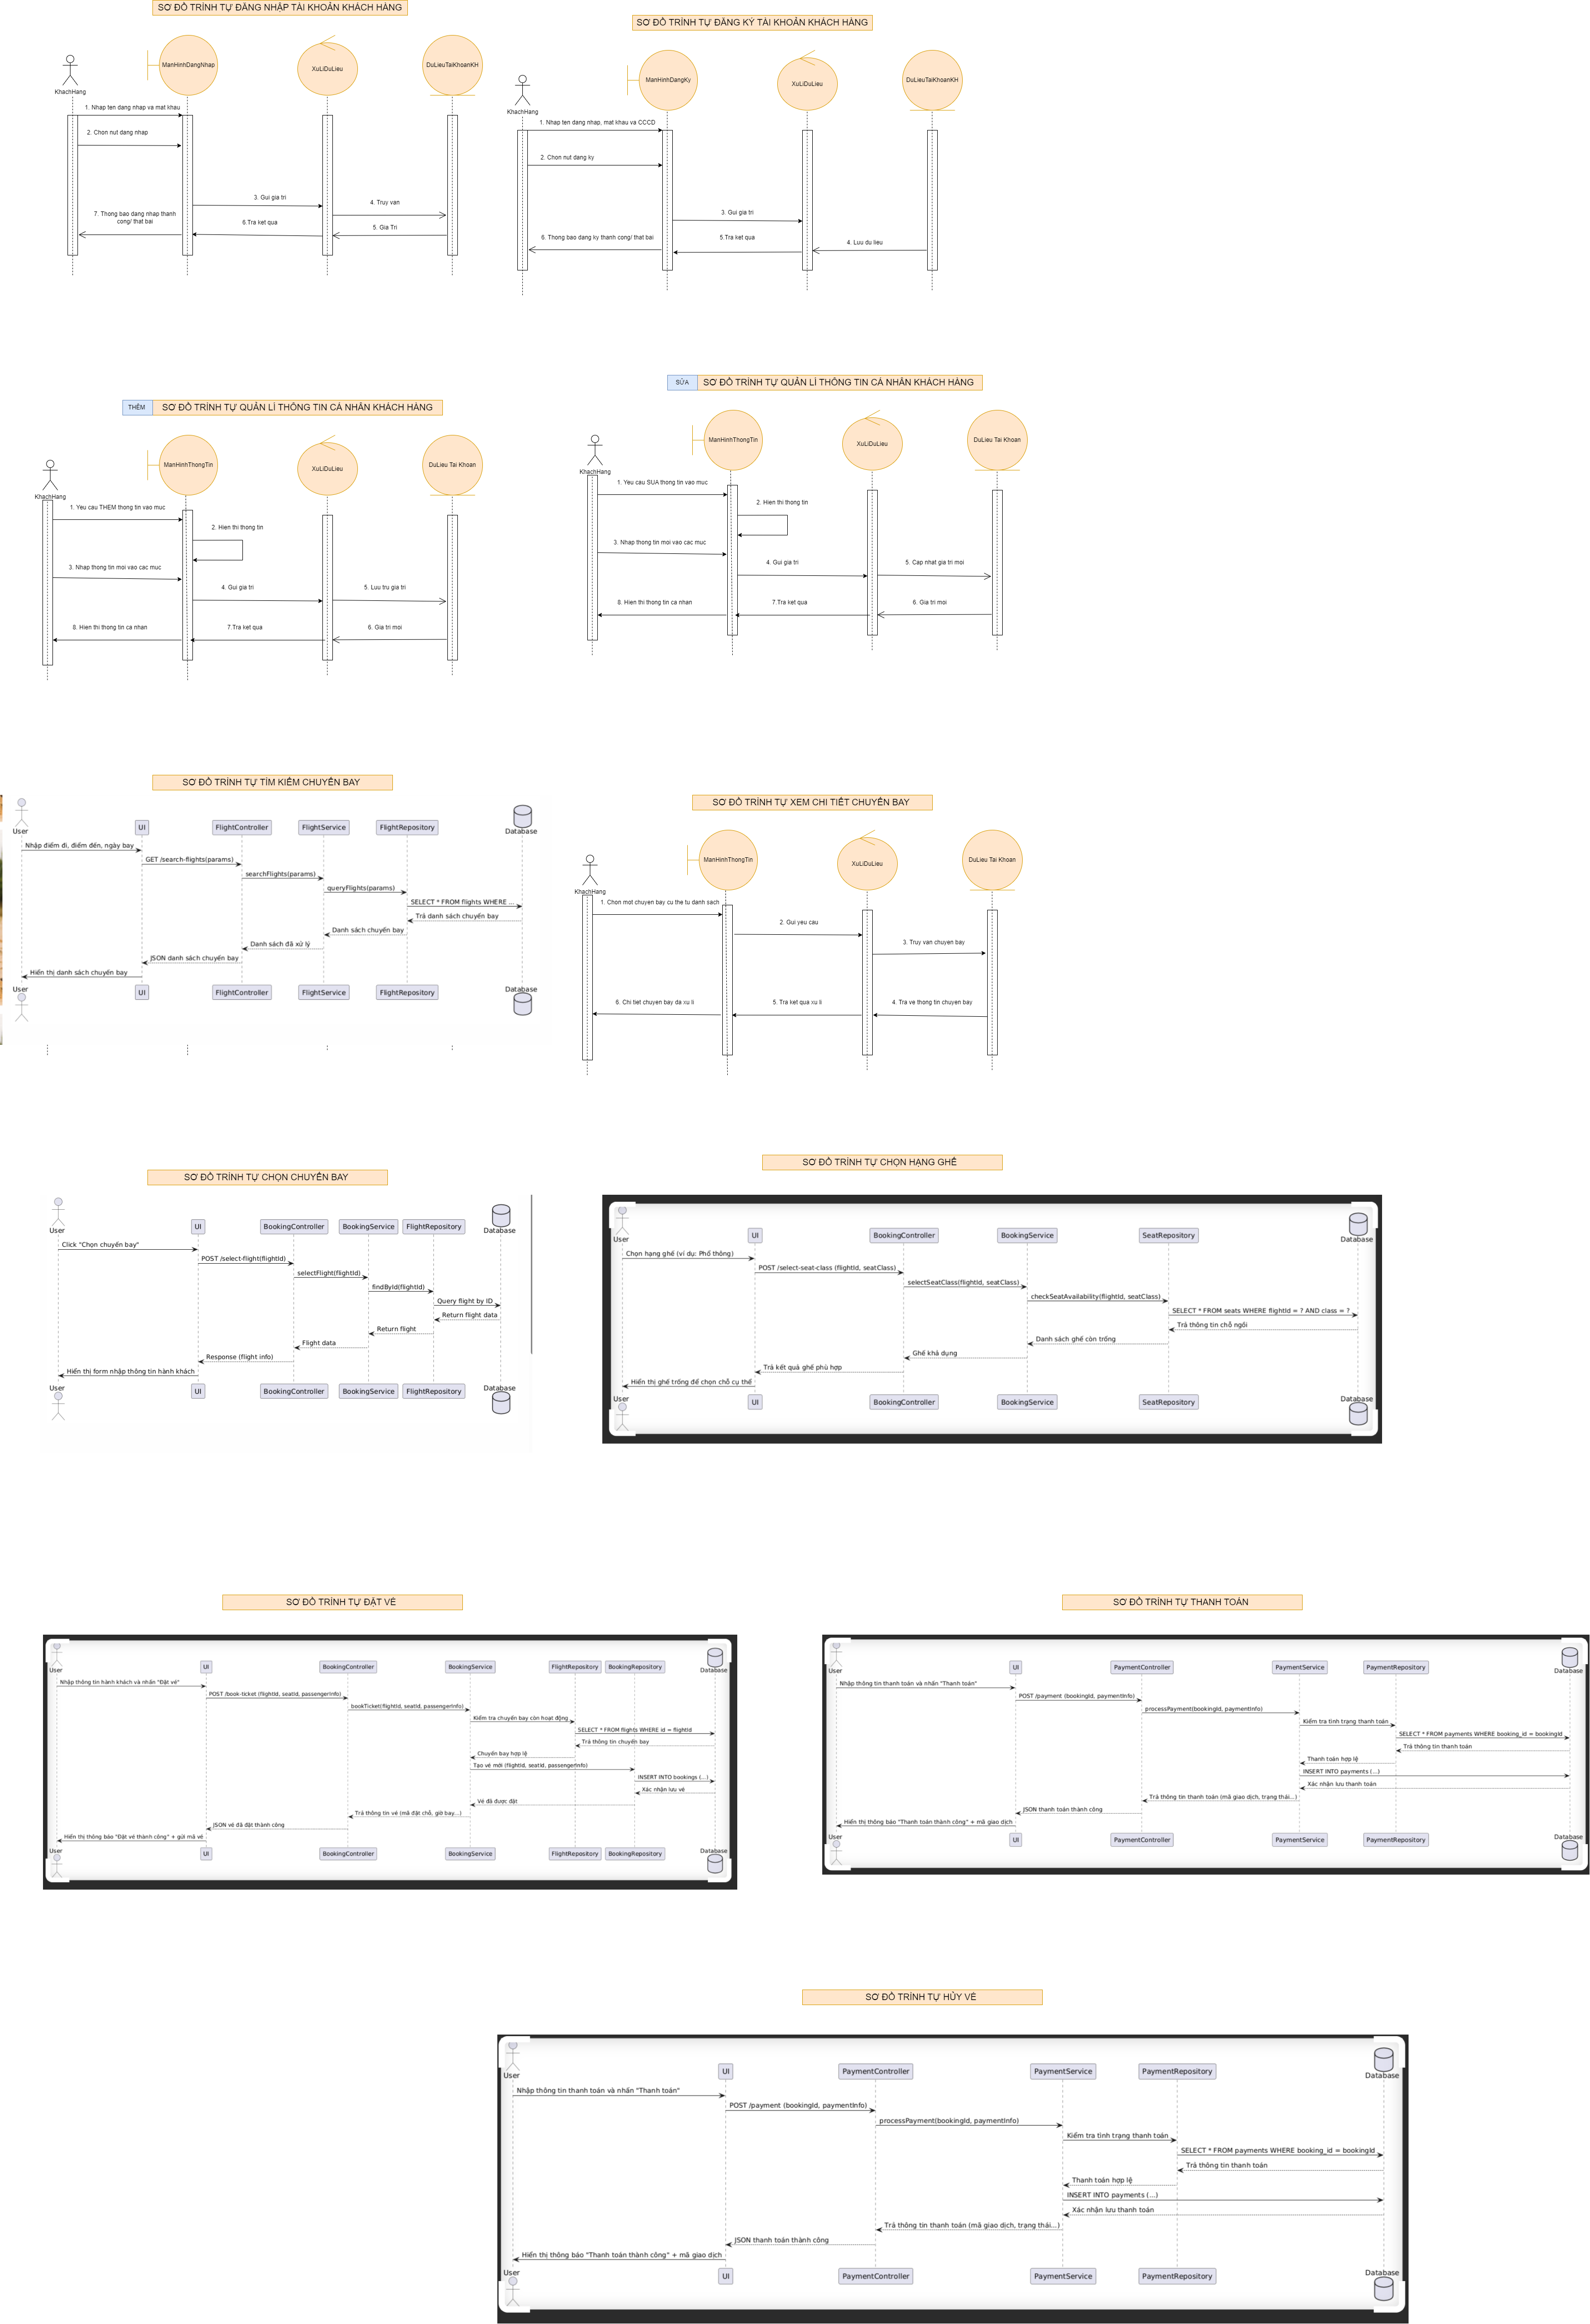 SƠ ĐỒ TRÌNH TỰ ĐĂNG NHẬP TÀI KHOẢN KHÁCH HÀNG
ManHinhDangNhap
XuLiDuLieu
DuLieuTaiKhoanKH
KhachHang
1. Nhap ten dang nhap va mat khau
2. Chon nut dang nhap
3. Gui gia tri
4. Truy van
5. Gia Tri
6.Tra ket qua
7. Thong bao dang nhap thanh
cong/ that bai
SƠ ĐỒ TRÌNH TỰ ĐĂNG KÝ TÀI KHOẢN KHÁCH HÀNG
ManHinhDangKy
XuLiDuLieu
DuLieuTaiKhoanKH
KhachHang
1. Nhap ten dang nhap, mat khau va CCCD
2. Chon nut dang ky
3. Gui gia tri
4. Luu du lieu
5.Tra ket qua
6. Thong bao dang ky thanh cong/ that bai
THÊM
SƠ ĐỒ TRÌNH TỰ QUẢN LÍ THÔNG TIN CÁ NHÂN KHÁCH HÀNG
ManHinhThongTin
XuLiDuLieu
DuLieu Tai Khoan
KhachHang
1. Yeu cau THEM thong tin vao muc
2. Hien thi thong tin
3. Nhap thong tin moi vao cac muc
4. Gui gia tri
5. Luu tru gia tri
6. Gia tri moi
7.Tra ket qua
8. Hien thi thong tin ca nhan
SỬA
SƠ ĐỒ TRÌNH TỰ QUẢN LÍ THÔNG TIN CÁ NHÂN KHÁCH HÀNG
ManHinhThongTin
XuLiDuLieu
DuLieu Tai Khoan
KhachHang
1. Yeu cau SUA thong tin vao muc
2. Hien thi thong tin
3. Nhap thong tin moi vao cac muc
4. Gui gia tri
5. Cap nhat gia tri moi
6. Gia tri moi
7.Tra ket qua
8. Hien thi thong tin ca nhan
SƠ ĐỒ TRÌNH TỰ TÌM KIẾM CHUYẾN BAY
User
UI
FlightController
FlightService
FlightRepository
Database
Nhập điểm đi, điểm đến, ngày bay
GET /search-flights(params)
searchFlights(params)
queryFlights(params)
SELECT * FROM flights WHERE ...
Trả danh sách chuyến bay
Danh sách chuyến bay
Danh sách đã xử lý
JSON danh sách chuyến bay
Hiển thị danh sách chuyến bay
User
UI
FlightController
FlightService
FlightRepository
Database
SƠ ĐỒ TRÌNH TỰ XEM CHI TIẾT CHUYẾN BAY
ManHinhThongTin
XuLiDuLieu
DuLieu Tai Khoan
KhachHang
1. Chon mot chuyen bay cu the tu danh sach
2. Gui yeu cau
3. Truy van chuyen bay
4. Tra ve thong tin chuyen bay
5. Tra ket qua xu li
6. Chi tiet chuyen bay da xu li
SƠ ĐỒ TRÌNH TỰ CHỌN CHUYẾN BAY
User
UI
BookingController
BookingService
FlightRepository
Database
Click "Chọn chuyến bay"
POST /select-flight(flightId)
selectFlight(flightId)
findById(flightId)
Query flight by ID
Return flight data
Return flight
Flight data
Response (flight info)
Hiển thị form nhập thông tin hành khách
User
UI
BookingController
BookingService
FlightRepository
Database
SƠ ĐỒ TRÌNH TỰ CHỌN HẠNG GHẾ
User
UI
BookingController
BookingService
SeatRepository
Database
Chọn hạng ghế (ví dụ: Phổ thông)
POST /select-seat-class (flightId, seatClass)
selectSeatClass(flightId, seatClass)
checkSeatAvailability(flightId, seatClass)
SELECT * FROM seats WHERE flightId = ? AND class = ?
Trả thông tin chỗ ngồi
Danh sách ghế còn trống
Ghế khả dụng
Trả kết quả ghế phù hợp
Hiển thị ghế trống để chọn chỗ cụ thể
User
UI
BookingController
BookingService
SeatRepository
Database
SƠ ĐỒ TRÌNH TỰ ĐẶT VÉ
User
UI
BookingController
BookingService
FlightRepository
BookingRepository
Database
Nhập thông tin hành khách và nhấn "Đặt vé"
POST /book-ticket (flightId, seatId, passengerInfo)
bookTicket(flightId, seatId, passengerInfo)
Kiểm tra chuyến bay còn hoạt động
SELECT * FROM flights WHERE id = flightId
Trả thông tin chuyến bay
Chuyến bay hợp lệ
Tạo vé mới (flightId, seatId, passengerInfo)
INSERT INTO bookings (...)
Xác nhận lưu vé
Vé đã được đặt
Trả thông tin vé (mã đặt chỗ, giờ bay...)
JSON vé đã đặt thành công
Hiển thị thông báo "Đặt vé thành công" + gửi mã vé
User
UI
BookingController
BookingService
FlightRepository
BookingRepository
Database
SƠ ĐỒ TRÌNH TỰ THANH TOÁN
User
UI
PaymentController
PaymentService
PaymentRepository
Database
Nhập thông tin thanh toán và nhấn "Thanh toán"
POST /payment (bookingId, paymentInfo)
processPayment(bookingId, paymentInfo)
Kiểm tra tình trạng thanh toán
SELECT * FROM payments WHERE booking_id = bookingId
Trả thông tin thanh toán
Thanh toán hợp lệ
INSERT INTO payments (...)
Xác nhận lưu thanh toán
Trả thông tin thanh toán (mã giao dịch, trạng thái...)
JSON thanh toán thành công
Hiển thị thông báo "Thanh toán thành công" + mã giao dịch
User
UI
PaymentController
PaymentService
PaymentRepository
Database
SƠ ĐỒ TRÌNH TỰ HỦY VÉ
User
UI
PaymentController
PaymentService
PaymentRepository
Database
Nhập thông tin thanh toán và nhấn "Thanh toán"
POST /payment (bookingId, paymentInfo)
processPayment(bookingId, paymentInfo)
Kiểm tra tình trạng thanh toán
SELECT * FROM payments WHERE booking_id = bookingId
Trả thông tin thanh toán
Thanh toán hợp lệ
INSERT INTO payments (...)
Xác nhận lưu thanh toán
Trả thông tin thanh toán (mã giao dịch, trạng thái...)
JSON thanh toán thành công
Hiển thị thông báo "Thanh toán thành công" + mã giao dịch
User
UI
PaymentController
PaymentService
PaymentRepository
Database